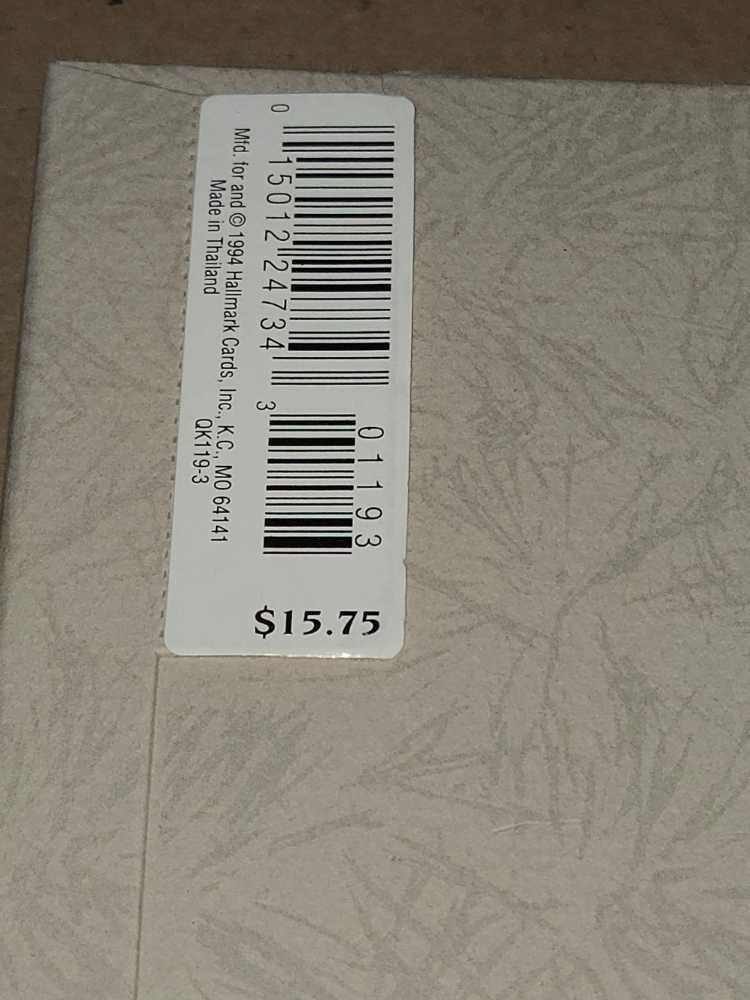 0 15012 24734 3
01193
Mfd. for and © 1994 Hallmark Cards, Inc., K.C., MO 64141
Made in Thailand
QK119-3
$15.75